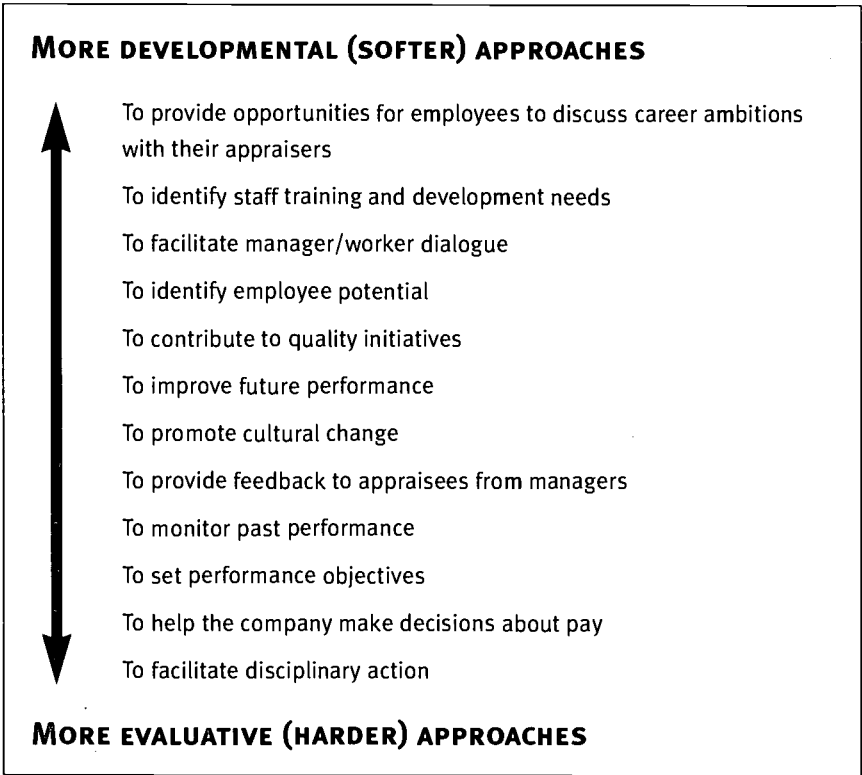 MORE DEVELOPMENTAL (SOFTER) APPROACHES
To provide opportunities for employees to discuss career ambitions
with their appraisers
To identify staff training and development needs
To facilitate manager/worker dialogue
To identify employee potential
To contribute to quality initiatives
To improve future performance
To promote cultural change
To provide feedback to appraisees from managers
To monitor past performance
To set performance objectives
To help the company make decisions about pay
To facilitate disciplinary action
MORE EVALUATIVE (HARDER) APPROACHES